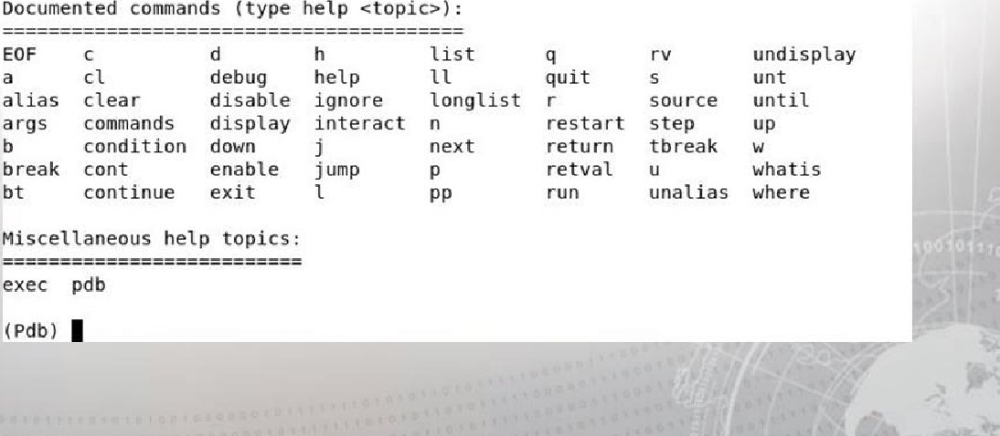 Documented commands (type help <topic>):
========================================
EOF    c          d        h         list      q        rv       undisplay
a      cl         debug    help      ll        quit     s        unt
alias  clear      disable  ignore    longlist  r        source   until
args   commands   display  interact  n         restart  step     up
b      condition  down     j         next      return   tbreak   w
break  cont       enable   jump      p         retval   u        whatis
bt     continue   exit     l         pp        run      unalias  where
Miscellaneous help topics:
==========================
exec  pdb
(Pdb)